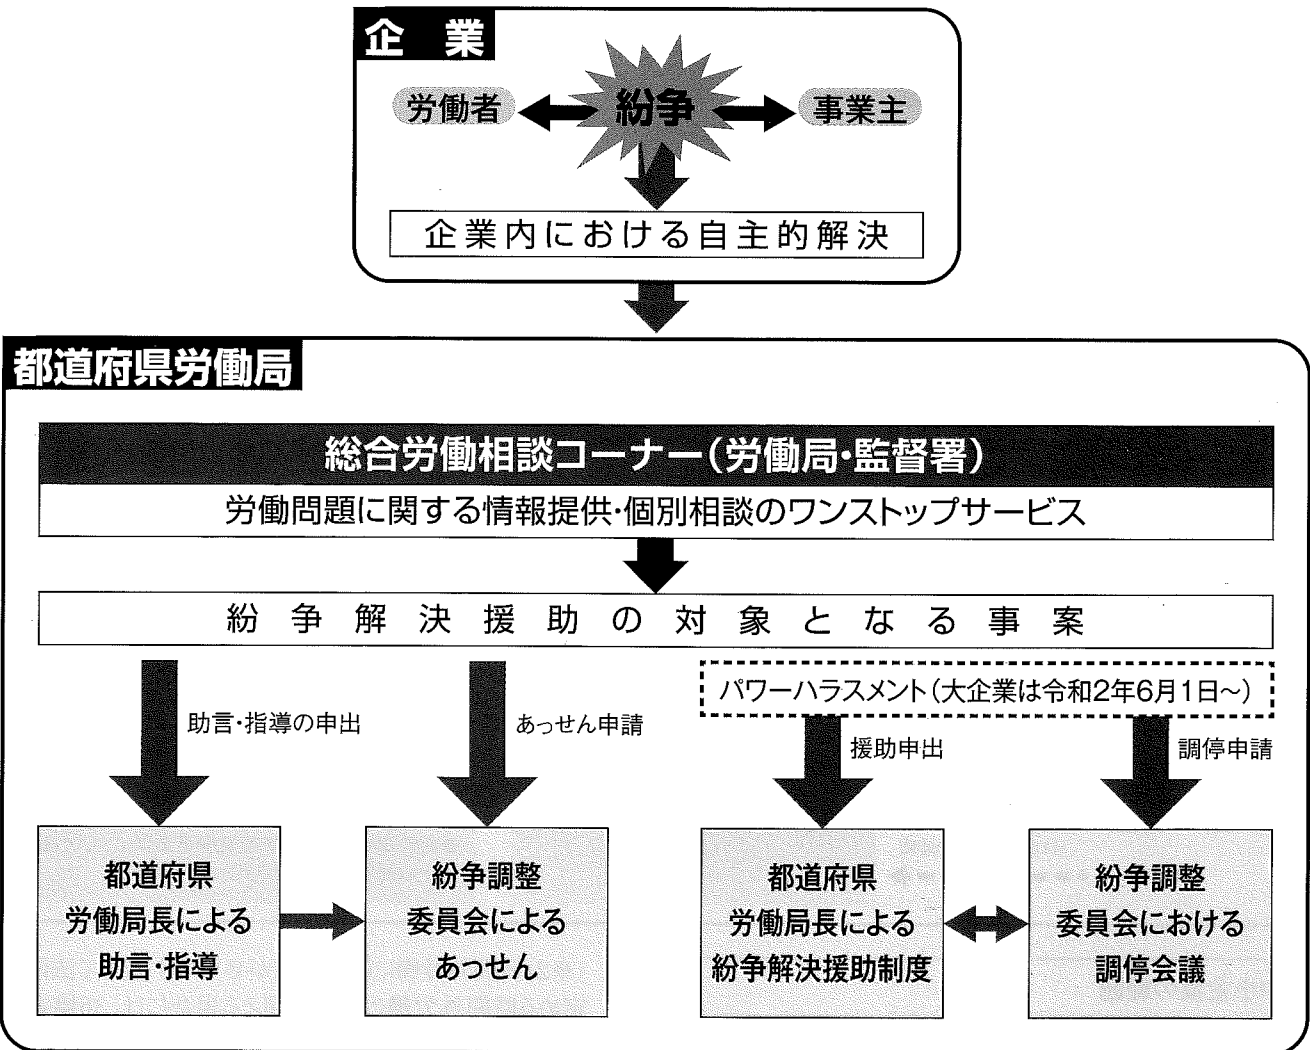 企業
労働者
紛争
事業主
企業内における自主的解決
都道府県労働局
総合労働相談コーナー(労働局・監督署)
労働問題に関する情報提供・個別相談のワンストップサービス
紛争解決援助の対象となる事案
パワーハラスメント(大企業は令和2年6月1日~)
助言・指導の申出
あっせん申請
援助申出
調停申請
都道府県
労働局長による
助言・指導
紛争調整
委員会による
あっせん
都道府県
労働局長による
紛争解決援助制度
紛争調整
委員会における
調停会議